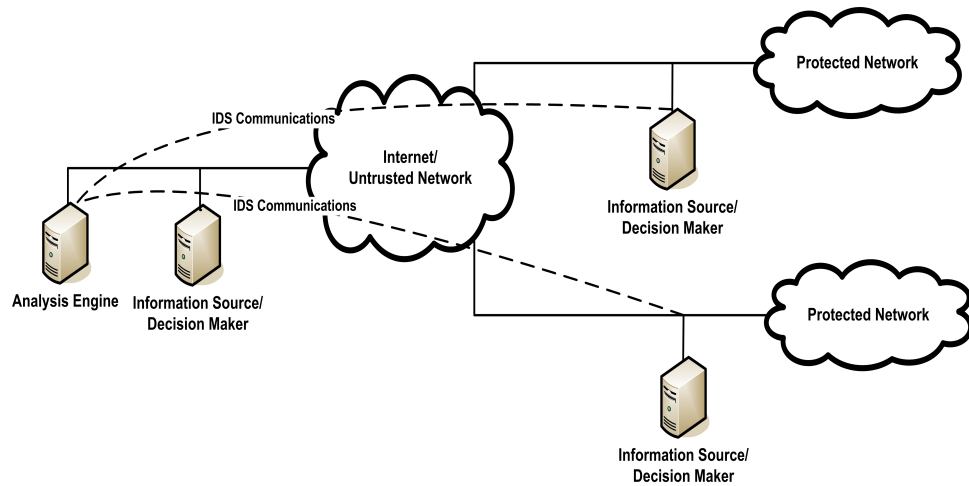 Protected Network
IDS Communications
Internet/
Untrusted Network
IDS Communications
Information Source/
Decision Maker
Analysis Engine
Information Source/
Decision Maker
Protected Network
Information Source/
Decision Maker